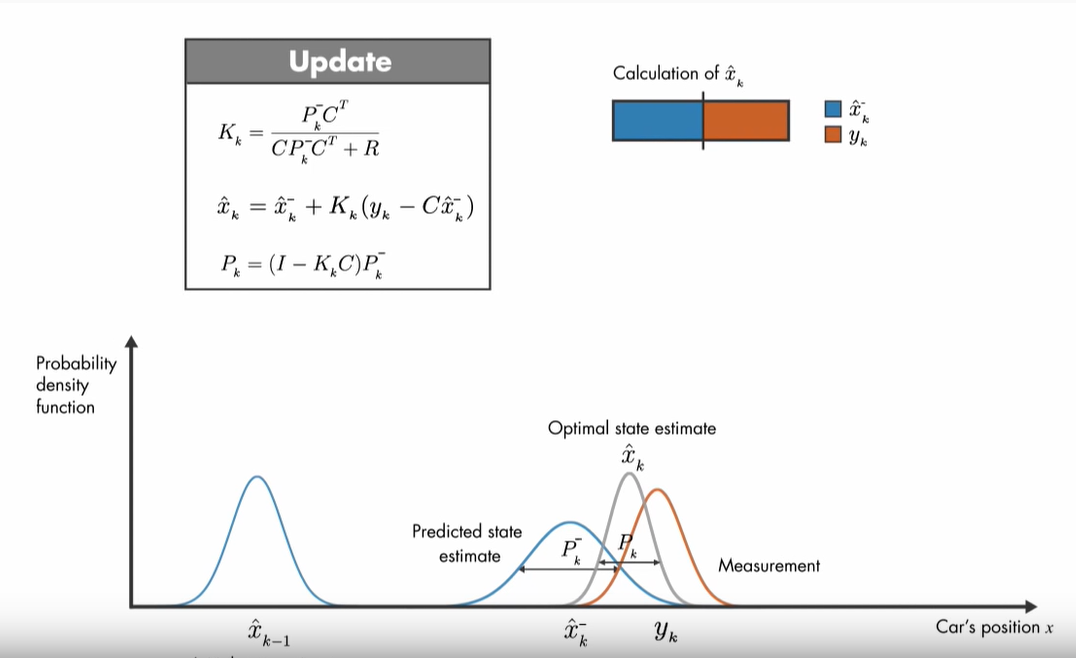 Update
K_k = P_k^- C^T / (C P_k^- C^T + R)
x̂_k = x̂_k^- + K_k (y_k − C x̂_k^-)
P_k = (I − K_k C) P_k^-
Calculation of x̂_k
x̂_k^-
y_k
Probability
density
function
Optimal state estimate
x̂_k
Predicted state
estimate
P_k^-
P_k
Measurement
x̂_{k−1}
x̂_k^-
y_k
Car's position x